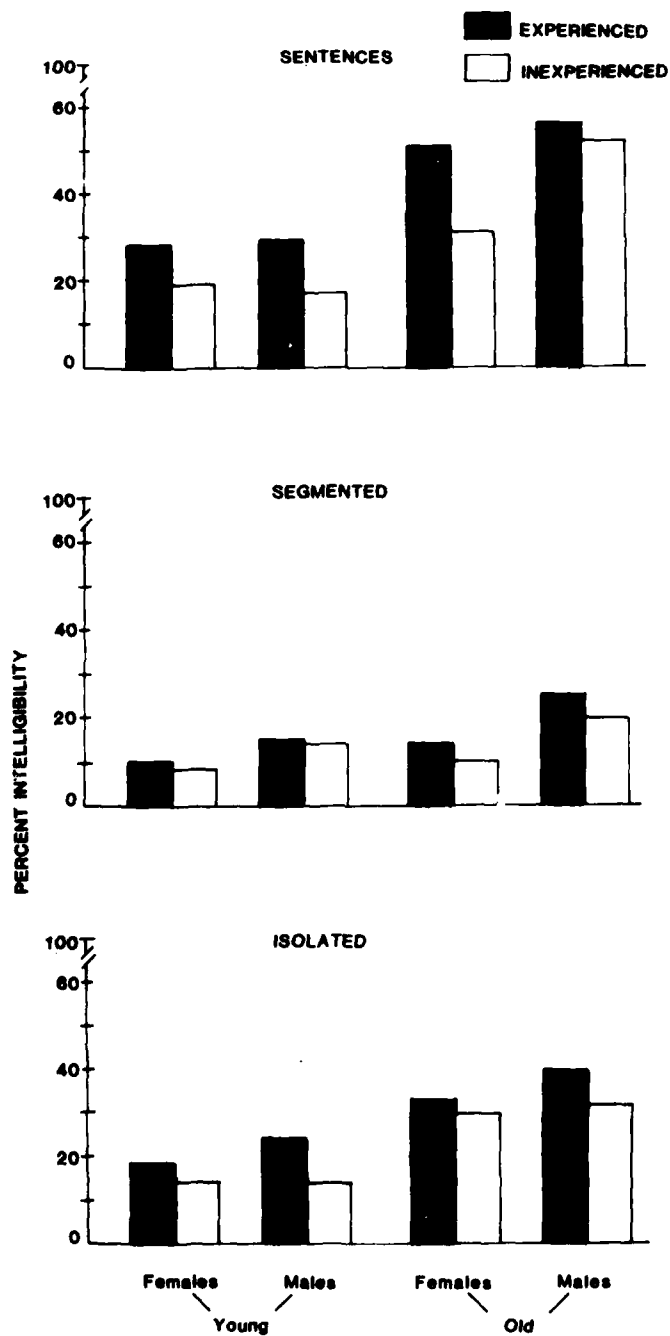 EXPERIENCED
INEXPERIENCED
SENTENCES
100
60
40
20
0
SEGMENTED
100
60
40
20
0
PERCENT INTELLIGIBILITY
ISOLATED
100
60
40
20
0
Females Males Females Males
Young Old